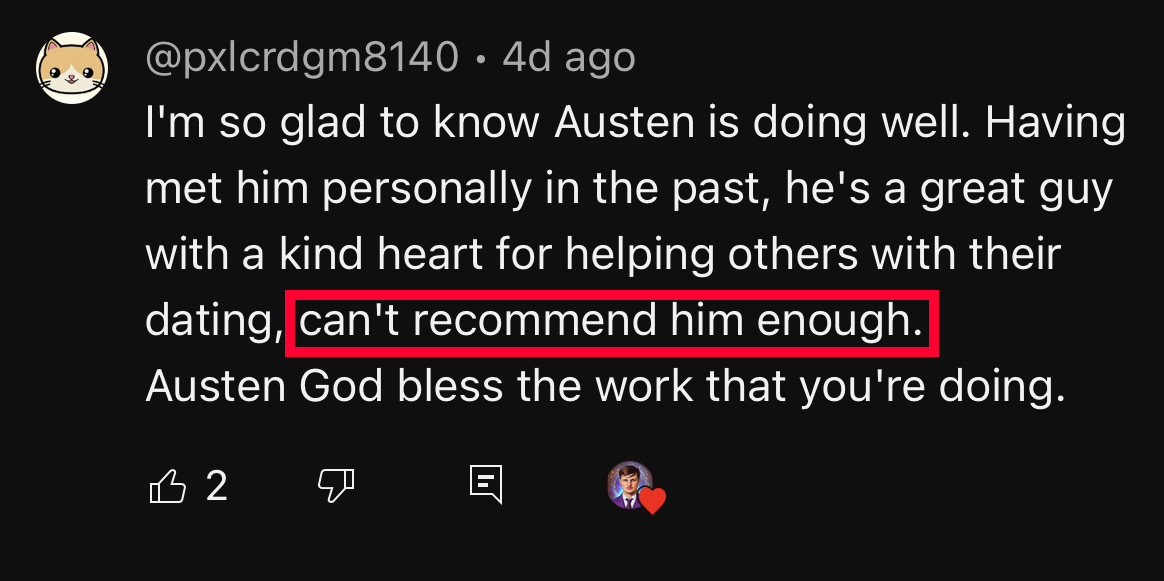 @pxlcrdgm8140 • 4d ago
I'm so glad to know Austen is doing well. Having
met him personally in the past, he's a great guy
with a kind heart for helping others with their
dating, can't recommend him enough.
Austen God bless the work that you're doing.
2